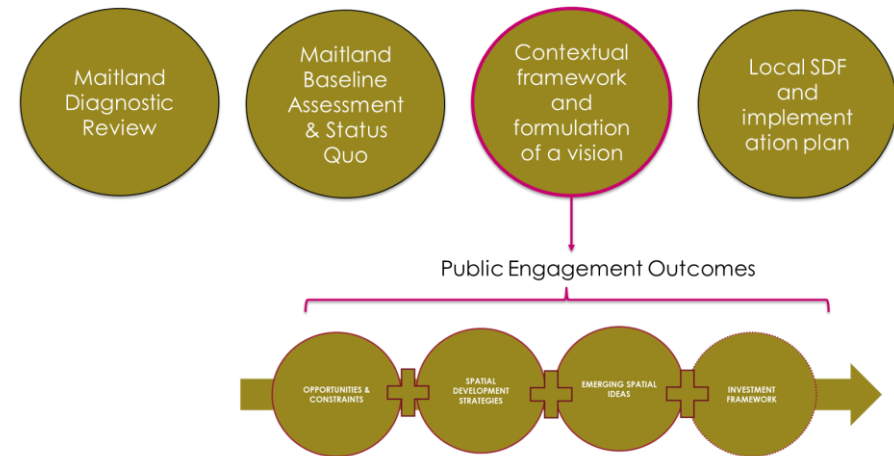 Maitland
Diagnostic
Review
Maitland
Baseline
Assessment
& Status
Quo
Contextual
framework
and
formulation
of a vision
Local SDF
and
implement
ation plan
Public Engagement Outcomes
OPPORTUNITIES &
CONSTRAINTS
SPATIAL
DEVELOPMENT
STRATEGIES
EMERGING SPATIAL
IDEAS
INVESTMENT
FRAMEWORK